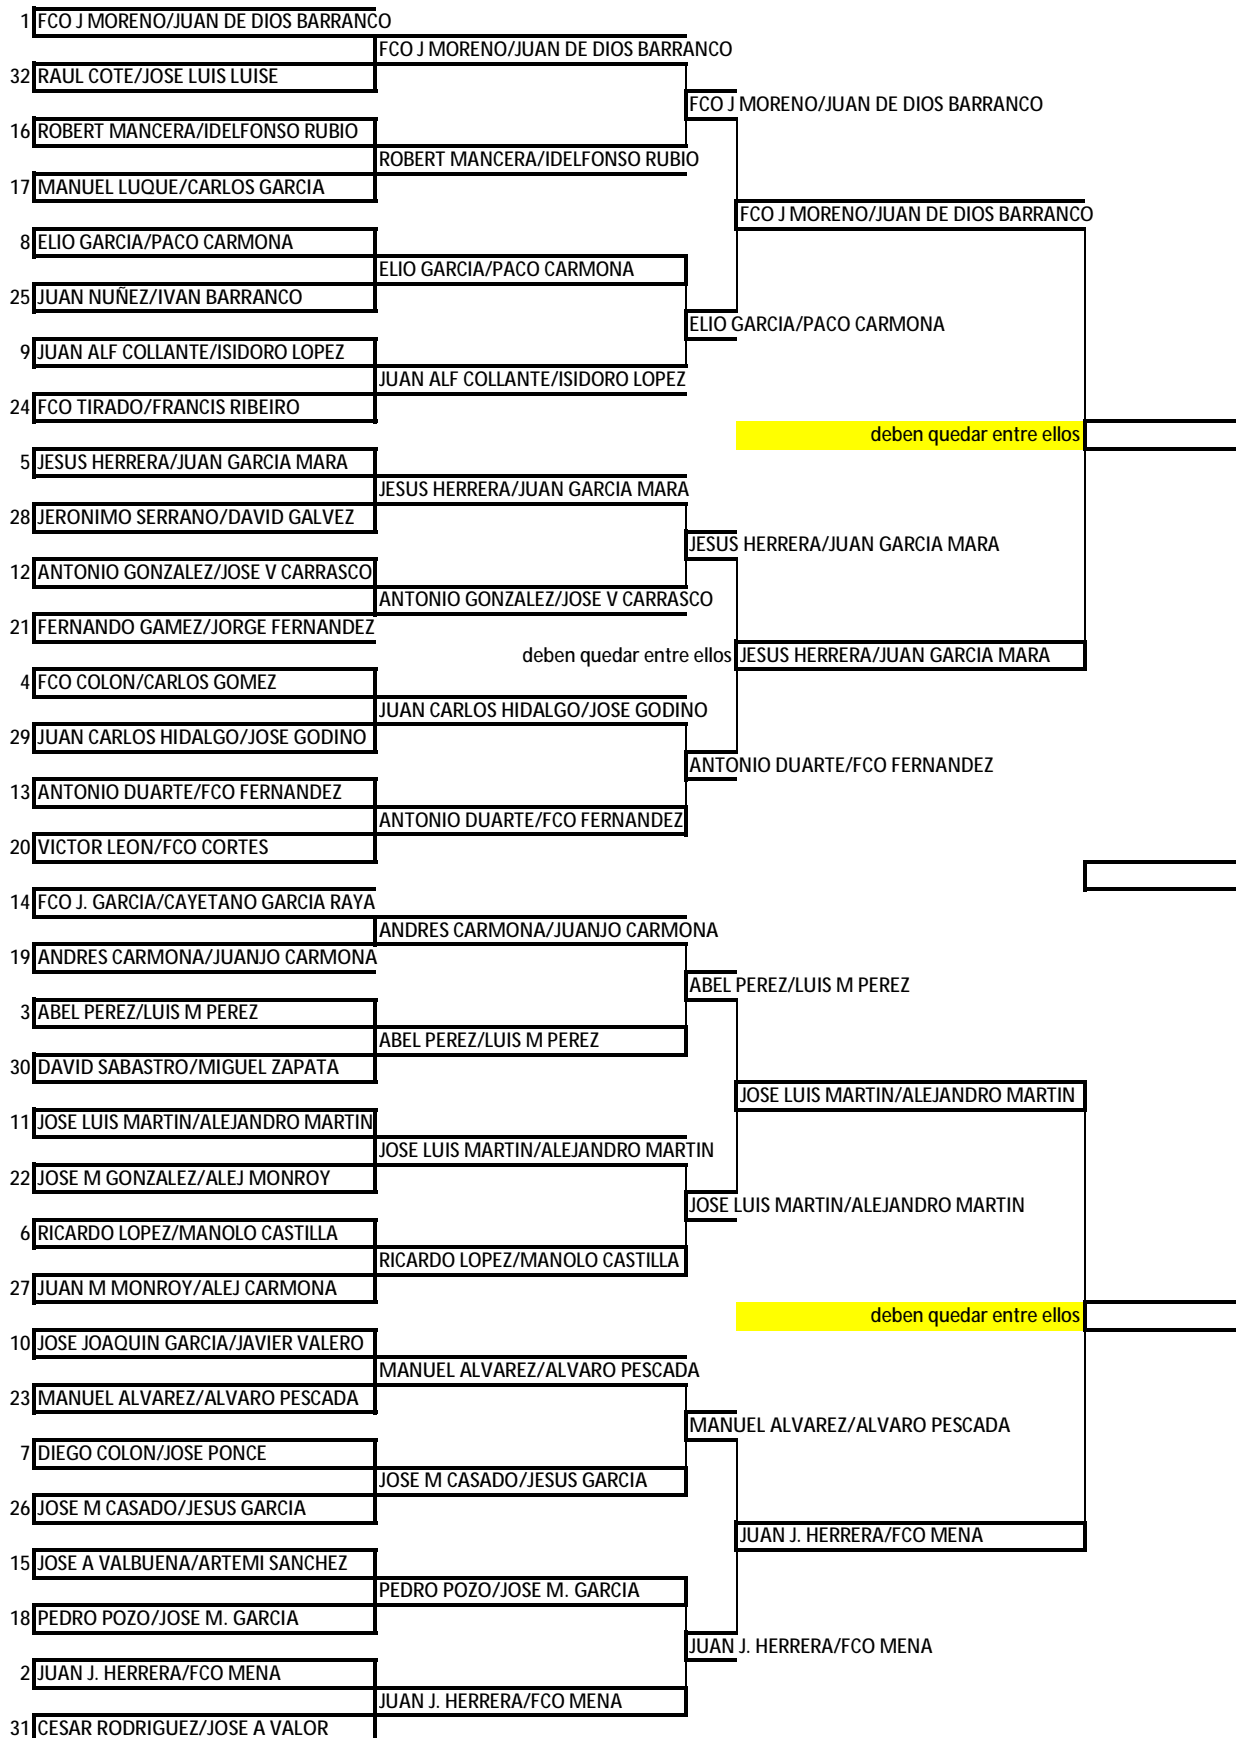 1 FCO J MORENO/JUAN DE DIOS BARRANCO
FCO J MORENO/JUAN DE DIOS BARRANCO
32 RAUL COTE/JOSE LUIS LUISE
FCO J MORENO/JUAN DE DIOS BARRANCO
16 ROBERT MANCERA/IDELFONSO RUBIO
ROBERT MANCERA/IDELFONSO RUBIO
17 MANUEL LUQUE/CARLOS GARCIA
FCO J MORENO/JUAN DE DIOS BARRANCO
8 ELIO GARCIA/PACO CARMONA
ELIO GARCIA/PACO CARMONA
25 JUAN NUÑEZ/IVAN BARRANCO
ELIO GARCIA/PACO CARMONA
9 JUAN ALF COLLANTE/ISIDORO LOPEZ
JUAN ALF COLLANTE/ISIDORO LOPEZ
24 FCO TIRADO/FRANCIS RIBEIRO
deben quedar entre ellos
5 JESUS HERRERA/JUAN GARCIA MARA
JESUS HERRERA/JUAN GARCIA MARA
28 JERONIMO SERRANO/DAVID GALVEZ
JESUS HERRERA/JUAN GARCIA MARA
12 ANTONIO GONZALEZ/JOSE V CARRASCO
ANTONIO GONZALEZ/JOSE V CARRASCO
21 FERNANDO GAMEZ/JORGE FERNANDEZ
deben quedar entre ellos JESUS HERRERA/JUAN GARCIA MARA
4 FCO COLON/CARLOS GOMEZ
JUAN CARLOS HIDALGO/JOSE GODINO
29 JUAN CARLOS HIDALGO/JOSE GODINO
ANTONIO DUARTE/FCO FERNANDEZ
13 ANTONIO DUARTE/FCO FERNANDEZ
ANTONIO DUARTE/FCO FERNANDEZ
20 VICTOR LEON/FCO CORTES
14 FCO J. GARCIA/CAYETANO GARCIA RAYA
ANDRES CARMONA/JUANJO CARMONA
19 ANDRES CARMONA/JUANJO CARMONA
ABEL PEREZ/LUIS M PEREZ
3 ABEL PEREZ/LUIS M PEREZ
ABEL PEREZ/LUIS M PEREZ
30 DAVID SABASTRO/MIGUEL ZAPATA
JOSE LUIS MARTIN/ALEJANDRO MARTIN
11 JOSE LUIS MARTIN/ALEJANDRO MARTIN
JOSE LUIS MARTIN/ALEJANDRO MARTIN
22 JOSE M GONZALEZ/ALEJ MONROY
JOSE LUIS MARTIN/ALEJANDRO MARTIN
6 RICARDO LOPEZ/MANOLO CASTILLA
RICARDO LOPEZ/MANOLO CASTILLA
27 JUAN M MONROY/ALEJ CARMONA
deben quedar entre ellos
10 JOSE JOAQUIN GARCIA/JAVIER VALERO
MANUEL ALVAREZ/ALVARO PESCADA
23 MANUEL ALVAREZ/ALVARO PESCADA
MANUEL ALVAREZ/ALVARO PESCADA
7 DIEGO COLON/JOSE PONCE
JOSE M CASADO/JESUS GARCIA
26 JOSE M CASADO/JESUS GARCIA
JUAN J. HERRERA/FCO MENA
15 JOSE A VALBUENA/ARTEMI SANCHEZ
PEDRO POZO/JOSE M. GARCIA
18 PEDRO POZO/JOSE M. GARCIA
JUAN J. HERRERA/FCO MENA
2 JUAN J. HERRERA/FCO MENA
JUAN J. HERRERA/FCO MENA
31 CESAR RODRIGUEZ/JOSE A VALOR